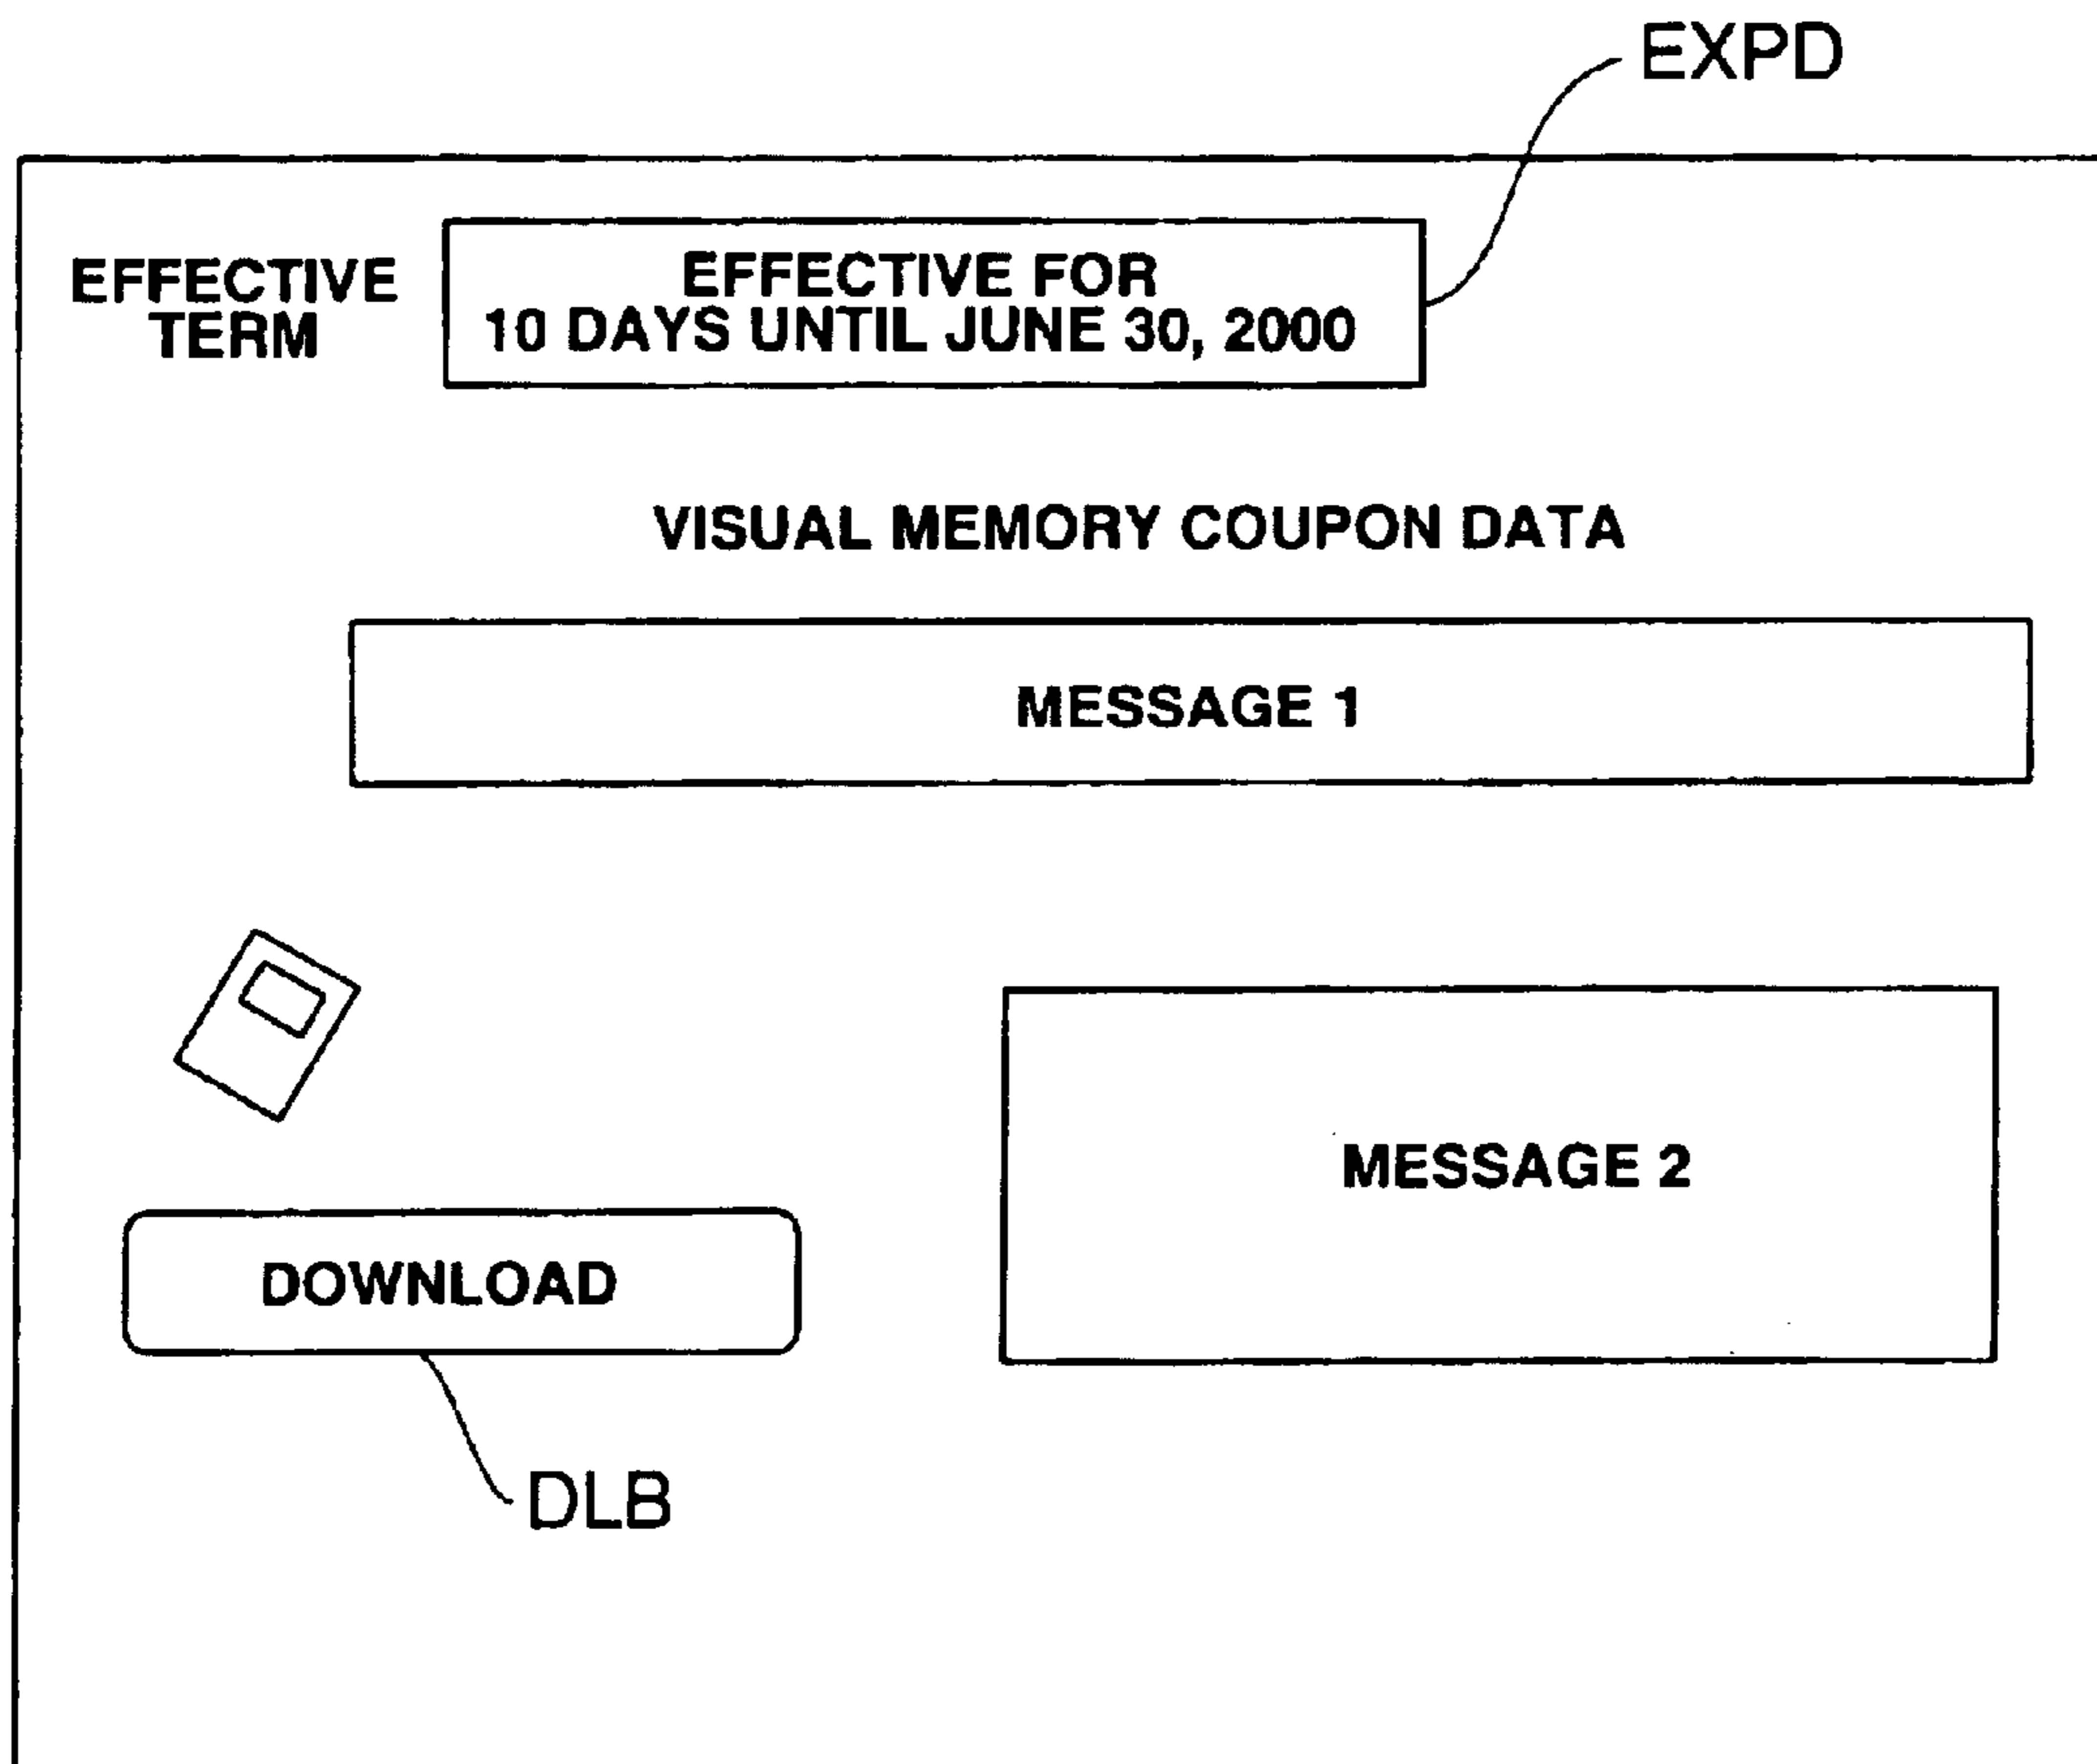 EXPD
EFFECTIVE
TERM
EFFECTIVE FOR
10 DAYS UNTIL JUNE 30, 2000
VISUAL MEMORY COUPON DATA
MESSAGE 1
MESSAGE 2
DOWNLOAD
DLB